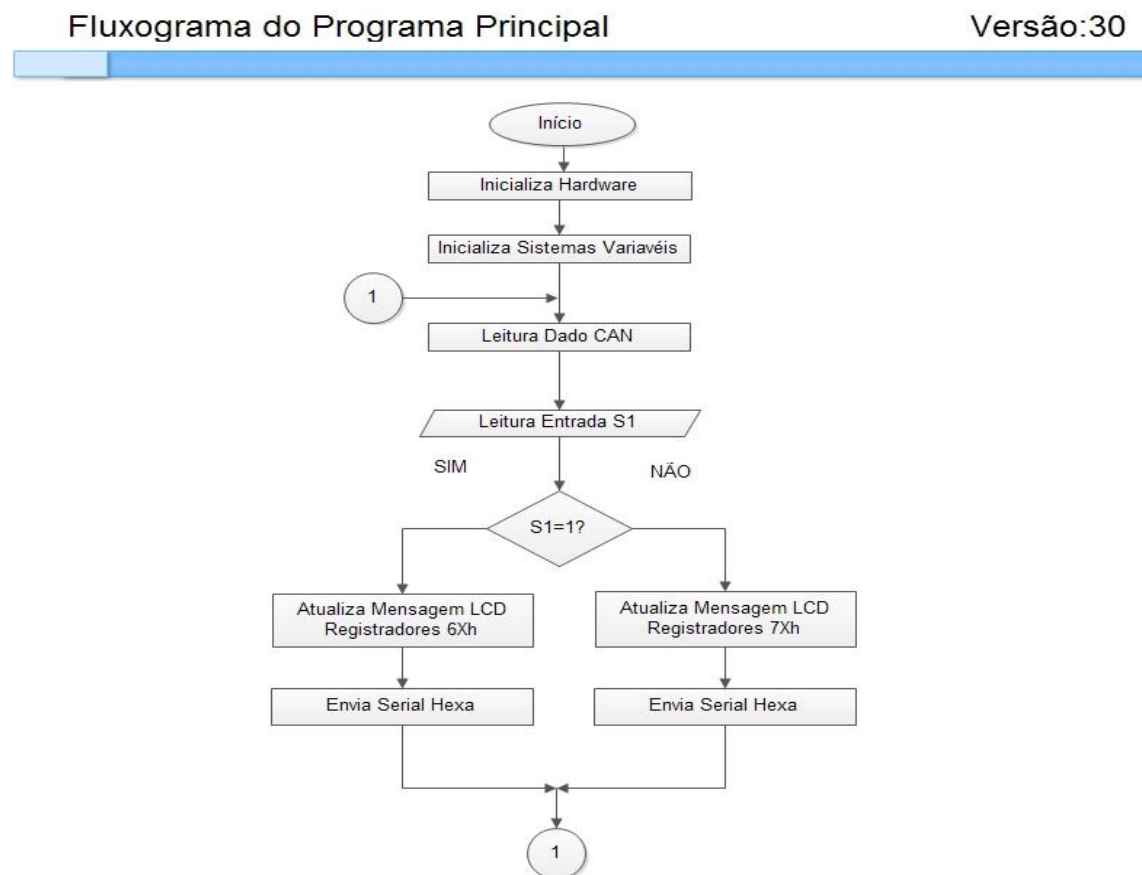 Fluxograma do Programa Principal
Versão:30
Início
Inicializa Hardware
Inicializa Sistemas Variavéis
1
Leitura Dado CAN
Leitura Entrada S1
SIM
NÃO
S1=1?
Atualiza Mensagem LCD
Registradores 6Xh
Atualiza Mensagem LCD
Registradores 7Xh
Envia Serial Hexa
Envia Serial Hexa
1